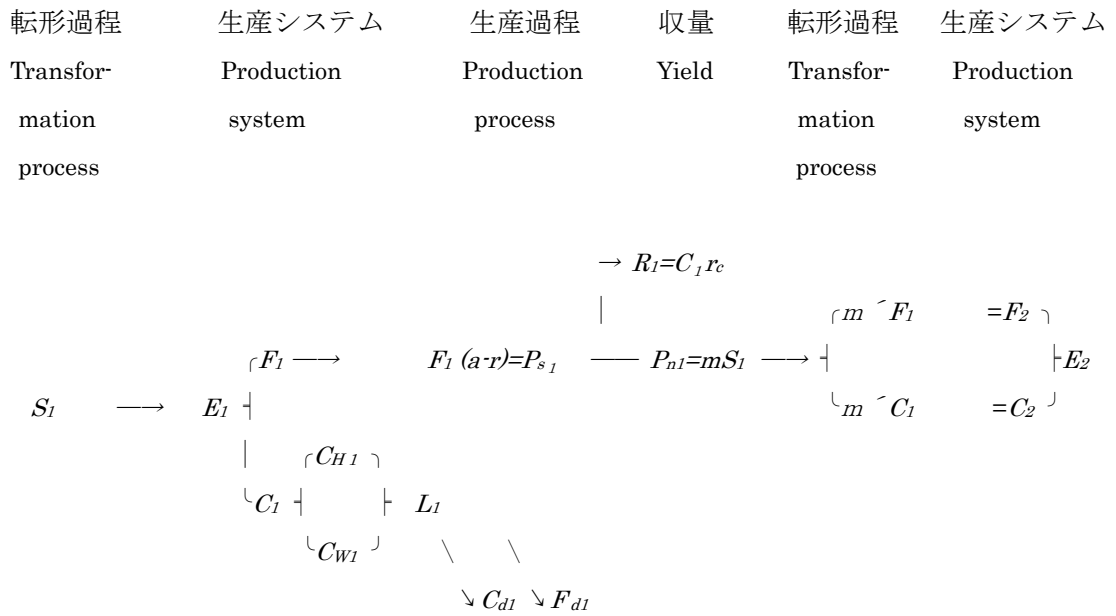 転形過程 生産システム 生産過程 収量 転形過程 生産システム
Transfor- Production Production Yield Transfor- Production
mation system process mation system
process process
→ R1=C1rc
│ ╭m´F1 =F2╮
╭F1 ─→ F1(a-r)=Ps1 ── Pn1=mS1 ─→┤ ├E2
S1 ─→ E1 ┤ ╰m´C1 =C2╯
│ ╭CH1╮
╰C1┤ ├ L1
╰CW1╯ \ \
↘Cd1 ↘Fd1